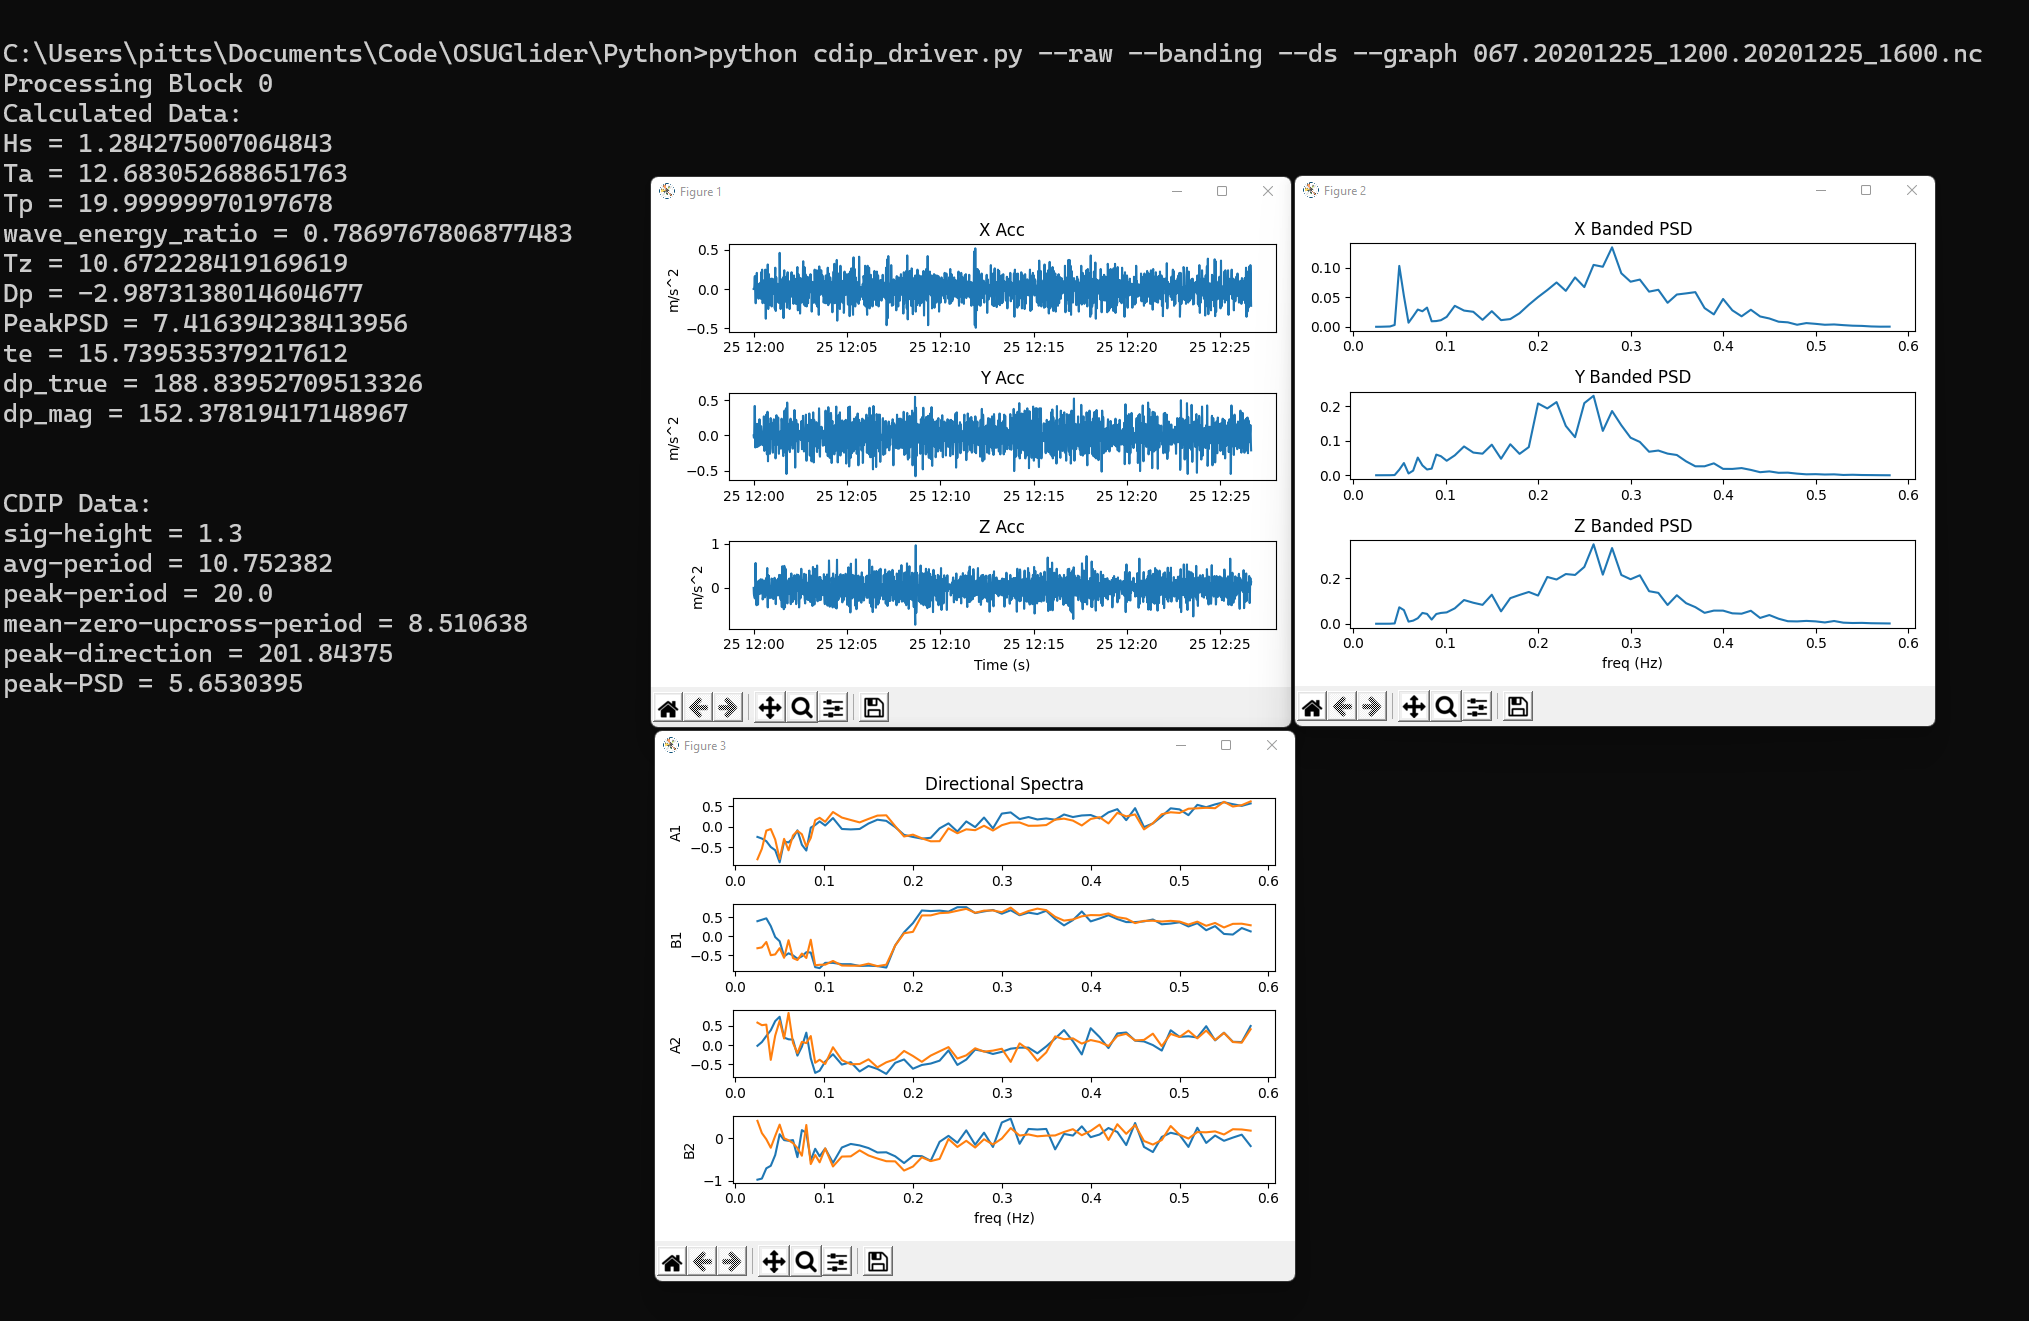 C:\Users\pitts\Documents\Code\OSUGlider\Python>python cdip_driver.py --raw --banding --ds --graph 067.20201225_1200.20201225_1600.nc
Processing Block 0
Calculated Data:
Hs = 1.284275007064843
Ta = 12.683052688651763
Tp = 19.99999970197678
wave_energy_ratio = 0.7869767806877483
Tz = 10.672228419169619
Dp = -2.9873138014604677
PeakPSD = 7.416394238413956
te = 15.739535379217612
dp_true = 188.83952709513326
dp_mag = 152.37819417148967
CDIP Data:
sig-height = 1.3
avg-period = 10.752382
peak-period = 20.0
mean-zero-upcross-period = 8.510638
peak-direction = 201.84375
peak-PSD = 5.6530395
Figure 1
X Acc
m/s^2
0.5
0.0
−0.5
25 12:00 25 12:05 25 12:10 25 12:15 25 12:20 25 12:25
Y Acc
m/s^2
0.5
0.0
−0.5
25 12:00 25 12:05 25 12:10 25 12:15 25 12:20 25 12:25
Z Acc
m/s^2
1
0
25 12:00 25 12:05 25 12:10 25 12:15 25 12:20 25 12:25
Time (s)
Figure 2
X Banded PSD
0.10
0.05
0.00
0.0 0.1 0.2 0.3 0.4 0.5 0.6
Y Banded PSD
0.2
0.1
0.0
0.0 0.1 0.2 0.3 0.4 0.5 0.6
Z Banded PSD
0.2
0.0
0.0 0.1 0.2 0.3 0.4 0.5 0.6
freq (Hz)
Figure 3
Directional Spectra
A1
0.5
0.0
−0.5
0.0 0.1 0.2 0.3 0.4 0.5 0.6
B1
0.5
0.0
−0.5
0.0 0.1 0.2 0.3 0.4 0.5 0.6
A2
0.5
0.0
−0.5
0.0 0.1 0.2 0.3 0.4 0.5 0.6
B2
0
−1
0.0 0.1 0.2 0.3 0.4 0.5 0.6
freq (Hz)